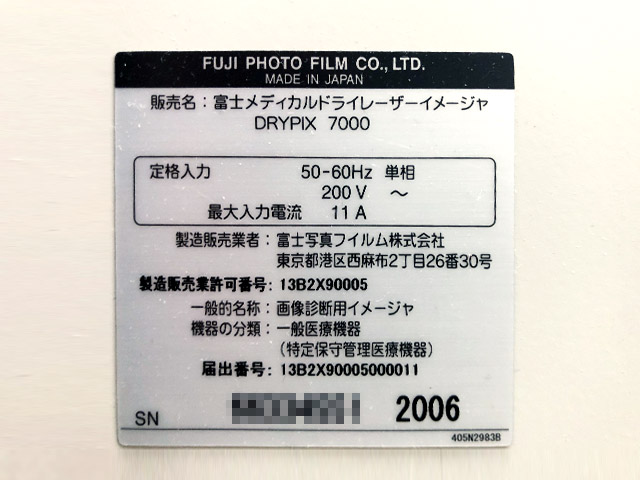 FUJI PHOTO FILM CO., LTD.
MADE IN JAPAN
販売名：富士メディカルドライレーザーイメージャ
DRYPIX 7000
定格入力 50-60Hz 単相
200 V ～
最大入力電流 11 A
製造販売業者：富士写真フイルム株式会社
東京都港区西麻布2丁目26番30号
製造販売業許可番号：13B2X90005
一般的名称：画像診断用イメージャ
機器の分類：一般医療機器
（特定保守管理医療機器）
届出番号：13B2X90005000011
SN 2006
405N2983B